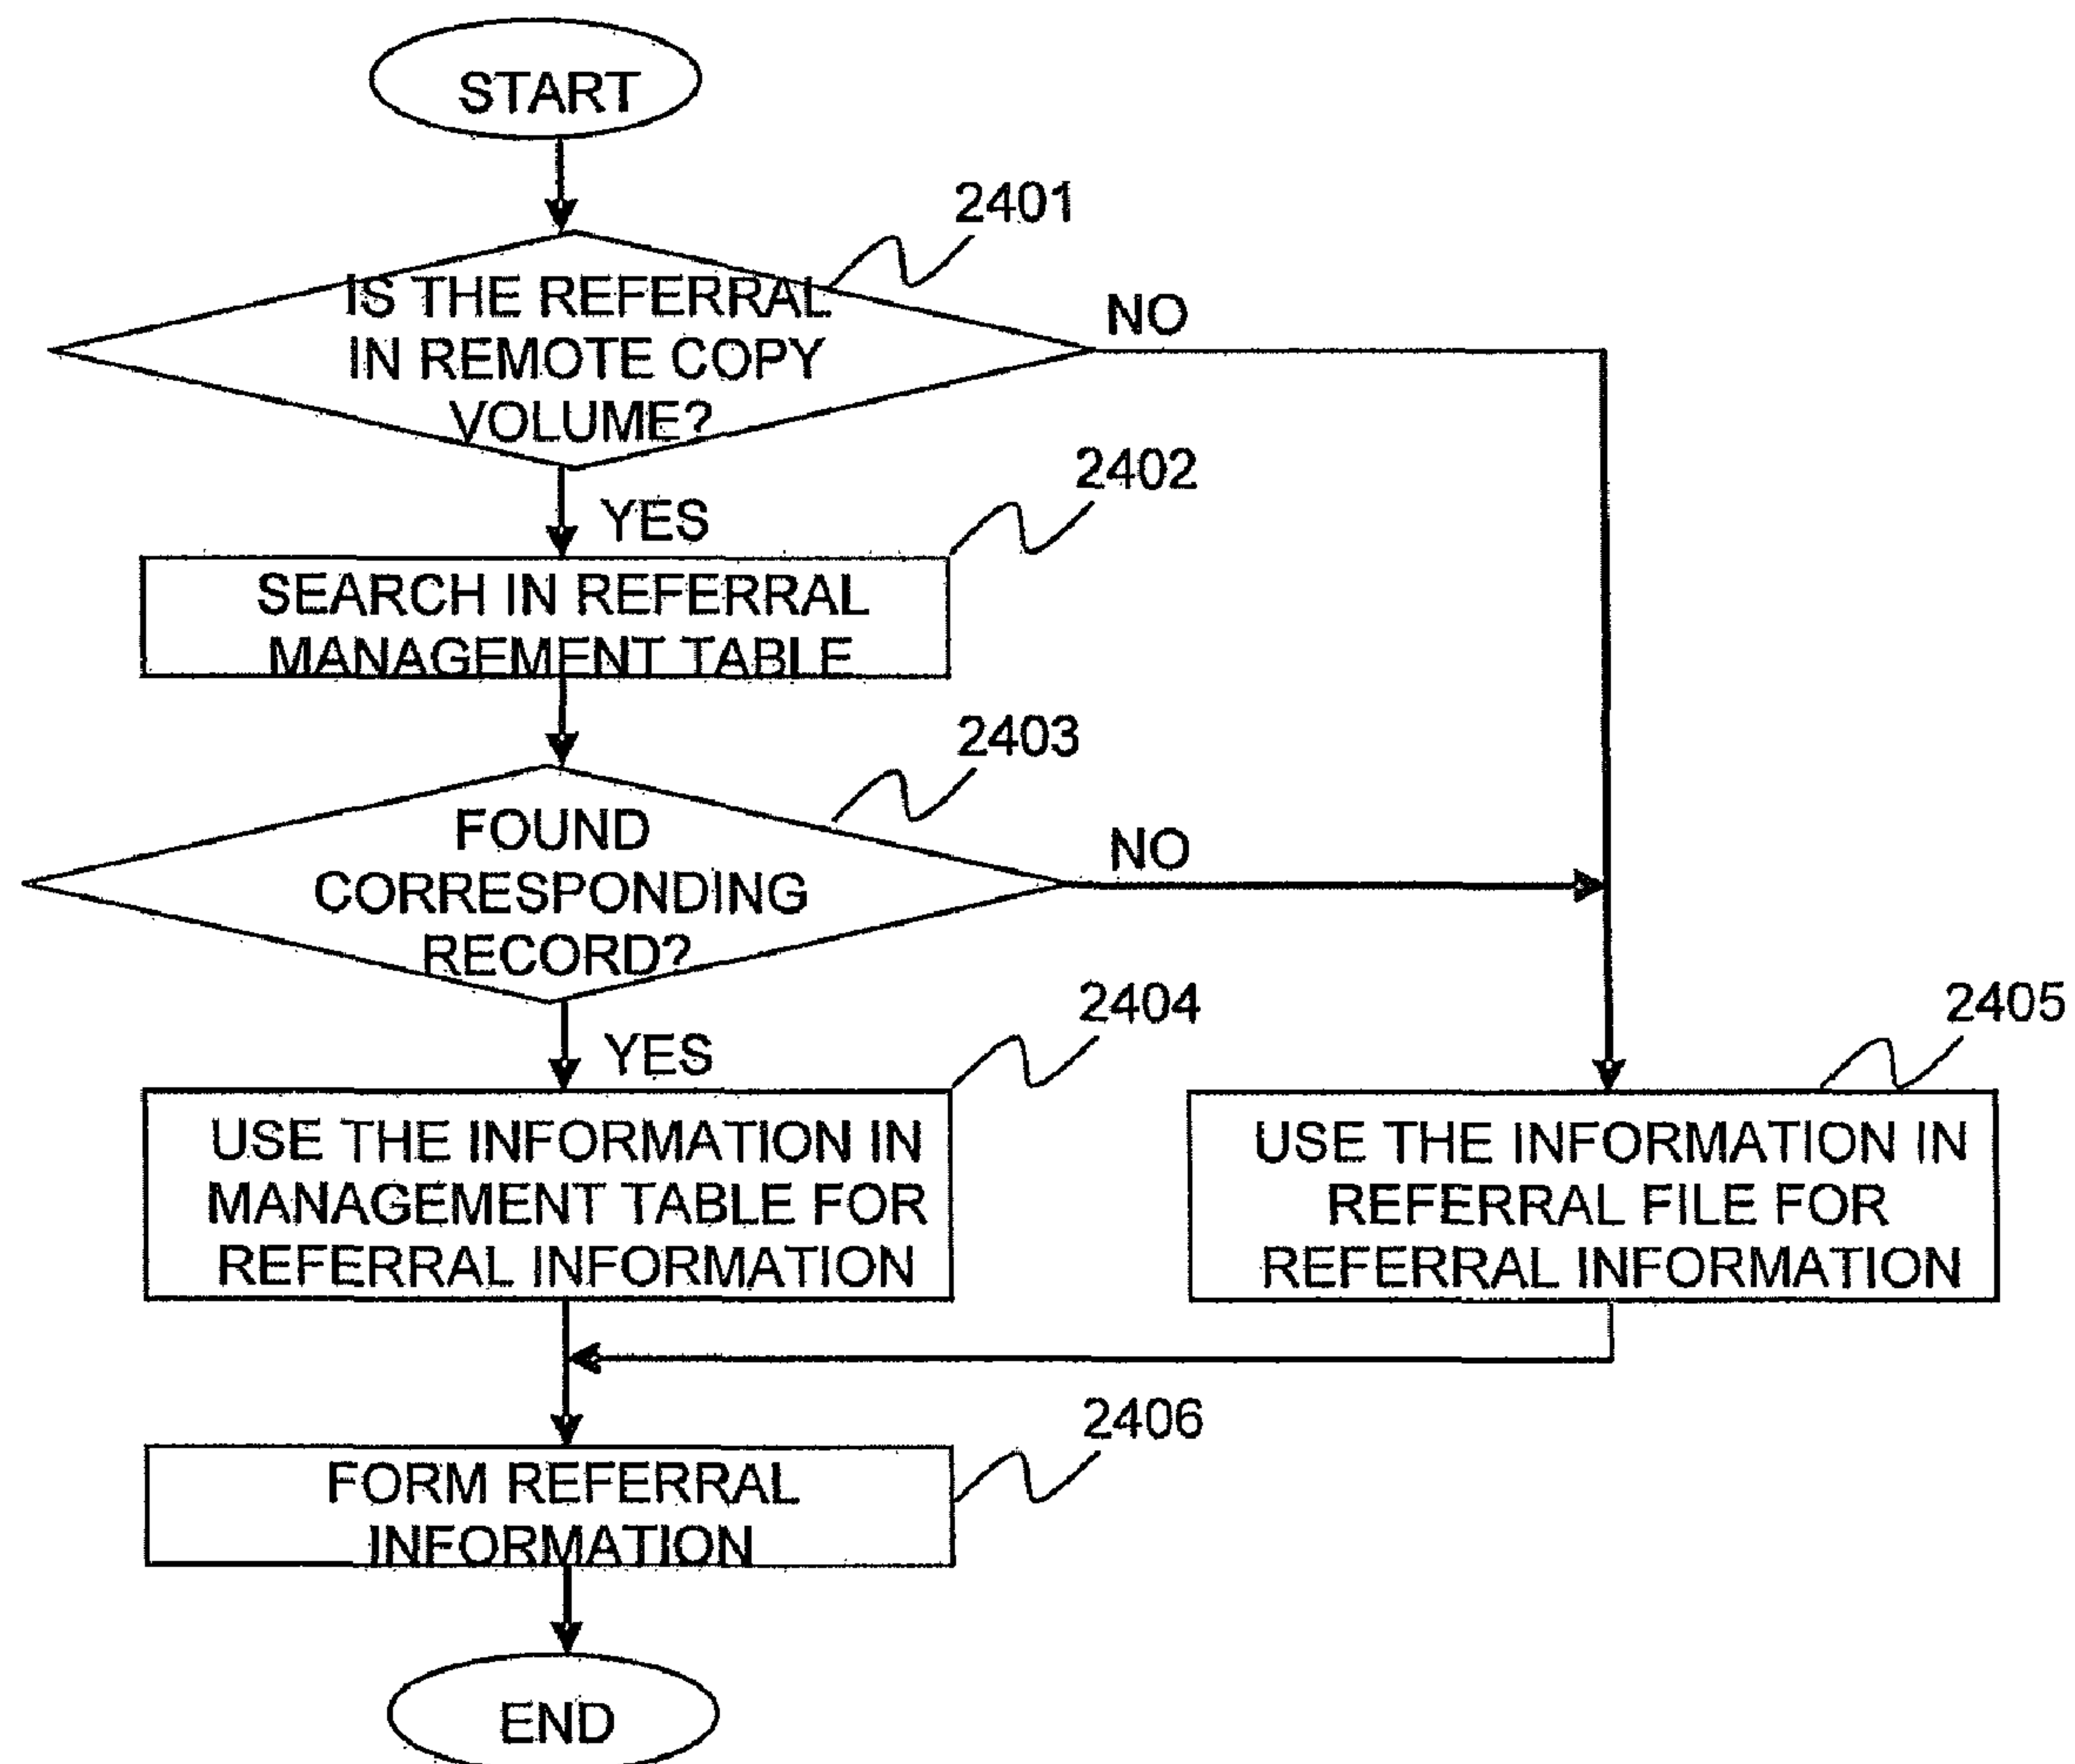 START
2401
IS THE REFERRAL
IN REMOTE COPY
VOLUME?
NO
YES
2402
SEARCH IN REFERRAL
MANAGEMENT TABLE
2403
FOUND
CORRESPONDING
RECORD?
NO
YES
2404
USE THE INFORMATION IN
MANAGEMENT TABLE FOR
REFERRAL INFORMATION
2405
USE THE INFORMATION IN
REFERRAL FILE FOR
REFERRAL INFORMATION
2406
FORM REFERRAL
INFORMATION
END